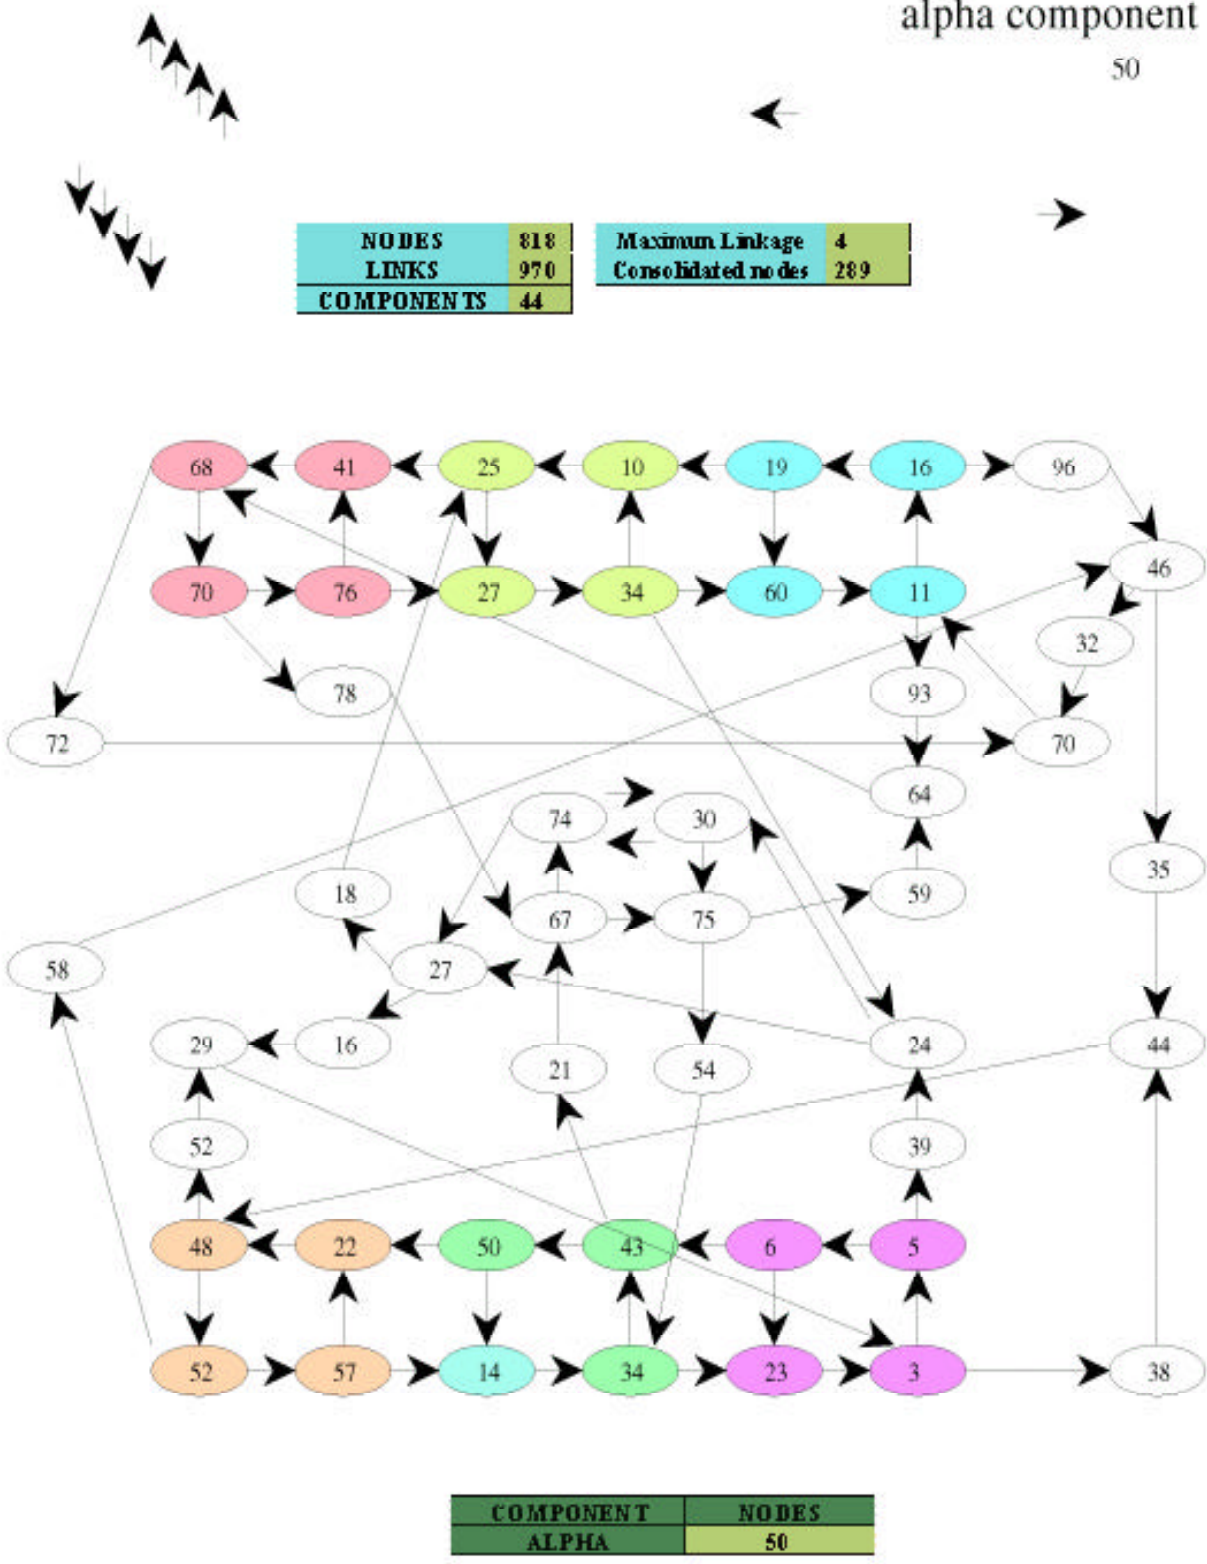 alpha component
50
NODES 818
LINKS 970
COMPONENTS 44
Maximum Linkage 4
Consolidated nodes 289
68 41 25 10 19 16 96
46
70 76 27 34 60 11
32
78 93
72 70
64
74 30
35
18 59
67 75
58 27
29 16 24 44
21 54
52 39
48 22 50 43 6 5
52 57 14 34 23 3 38
COMPONENT NODES
ALPHA 50